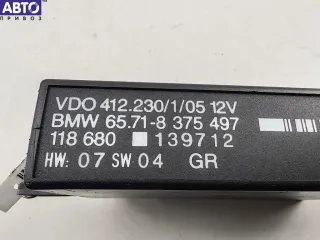 АВТО
ПРИВОЗ
VDO 412.230/1/05 12V
BMW 65.71-8 375 497
118 680 139712
HW: 07 SW 04 GR